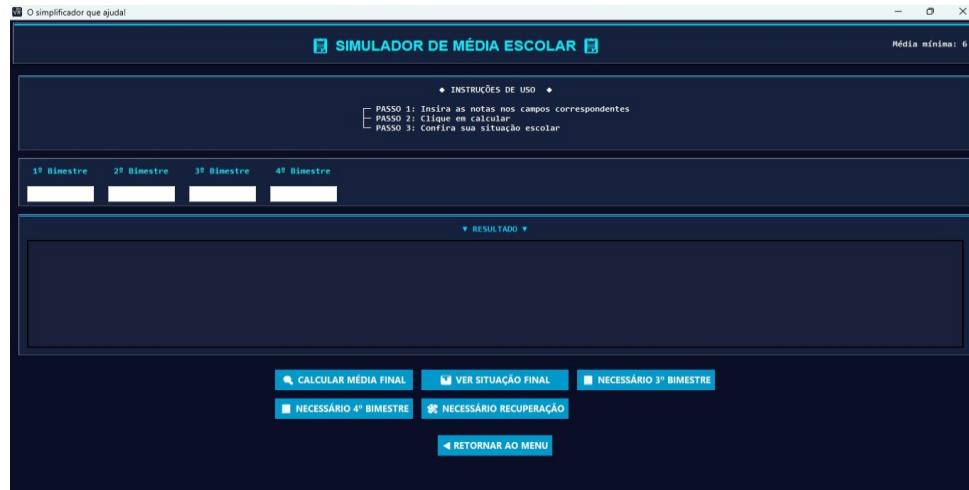 O simplificador que ajuda!
SIMULADOR DE MÉDIA ESCOLAR
Média mínima: 6
◆ INSTRUÇÕES DE USO ◆
PASSO 1: Insira as notas nos campos correspondentes
PASSO 2: Clique em calcular
PASSO 3: Confira sua situação escolar
1º Bimestre 2º Bimestre 3º Bimestre 4º Bimestre
▼ RESULTADO ▼
CALCULAR MÉDIA FINAL VER SITUAÇÃO FINAL NECESSÁRIO 3º BIMESTRE
NECESSÁRIO 4º BIMESTRE NECESSÁRIO RECUPERAÇÃO
◀ RETORNAR AO MENU